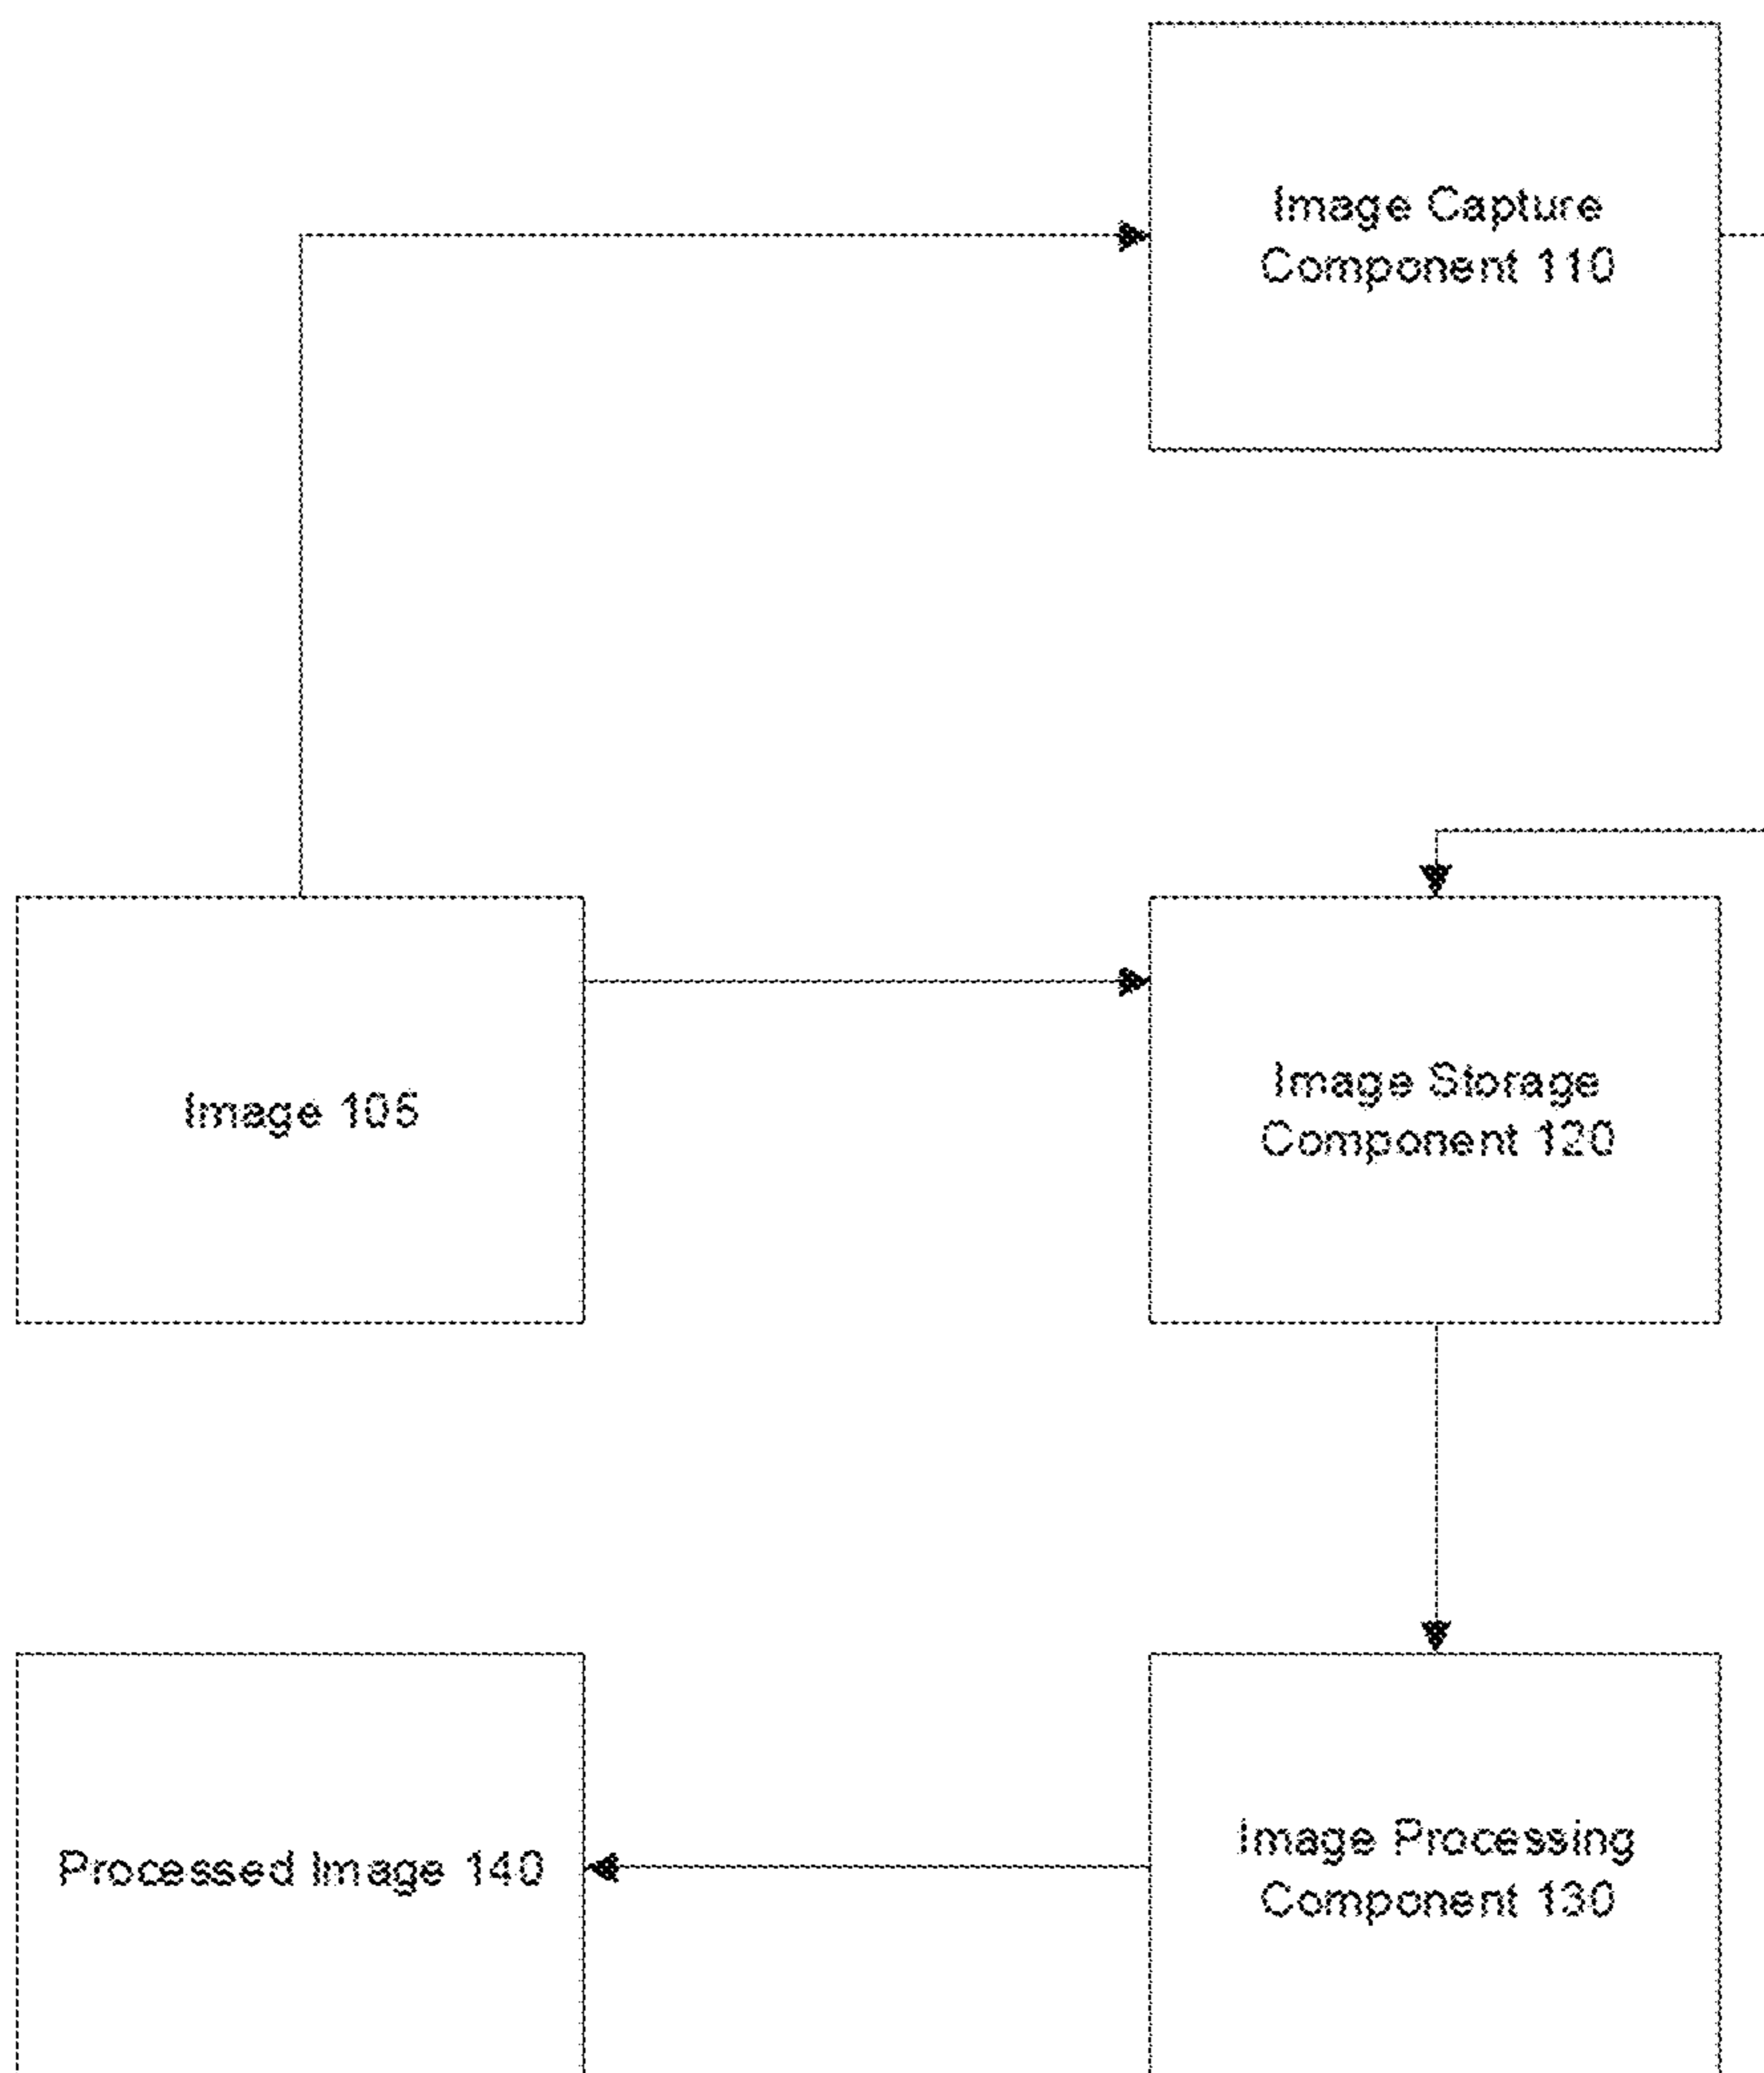 Image Capture
Component 110
Image 105
Image Storage
Component 120
Processed Image 140
Image Processing
Component 130